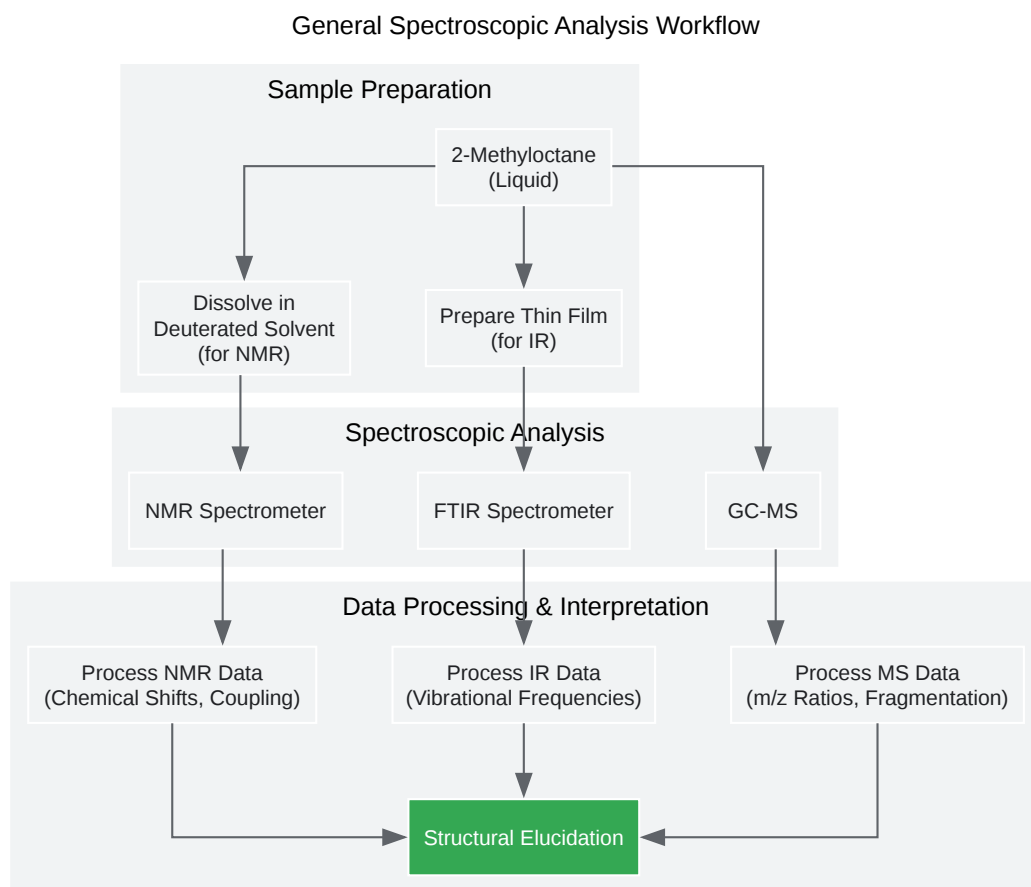 General Spectroscopic Analysis Workflow
Sample Preparation
2-Methyloctane
(Liquid)
Dissolve in
Deuterated Solvent
(for NMR)
Prepare Thin Film
(for IR)
Spectroscopic Analysis
NMR Spectrometer
FTIR Spectrometer
GC-MS
Data Processing & Interpretation
Process NMR Data
(Chemical Shifts, Coupling)
Process IR Data
(Vibrational Frequencies)
Process MS Data
(m/z Ratios, Fragmentation)
Structural Elucidation